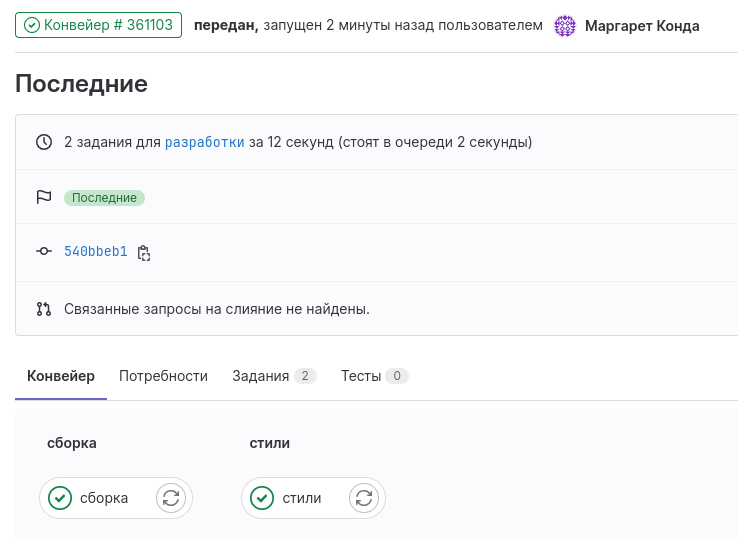 Конвейер # 361103 передан, запущен 2 минуты назад пользователем Маргарет Конда
Последние
2 задания для разработки за 12 секунд (стоят в очереди 2 секунды)
Последние
540bbeb1
Связанные запросы на слияние не найдены.
Конвейер Потребности Задания 2 Тесты 0
сборка стили
сборка стили